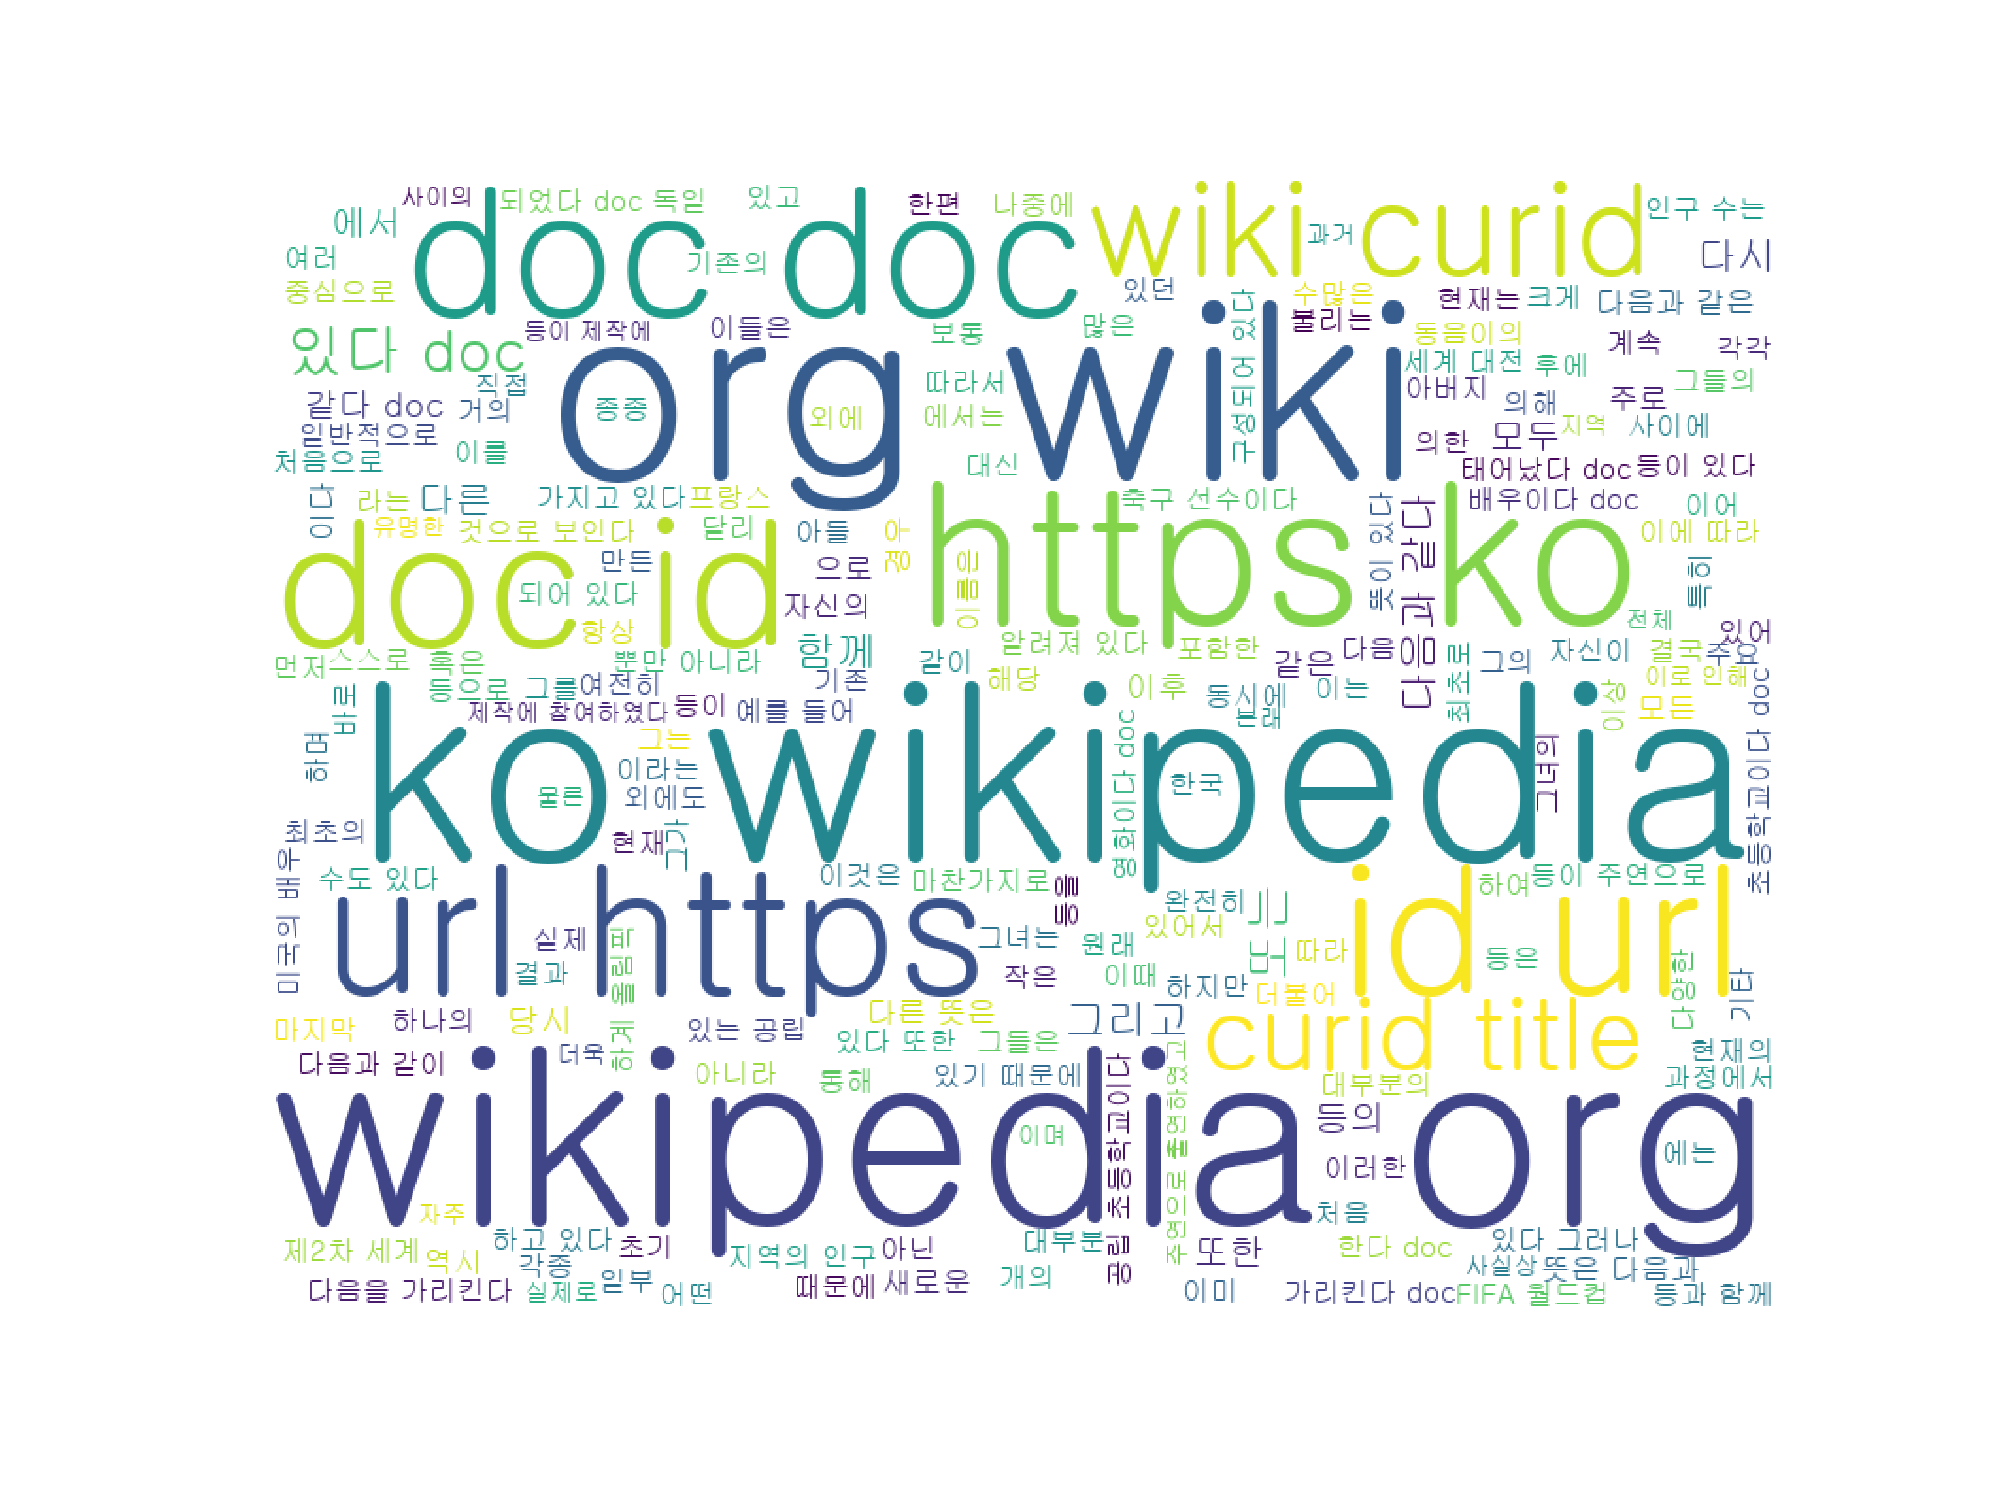 사이의 되었다 doc 독일 있고 한편 나중에 wiki curid 인구 수는
에서 doc doc 과거
여러 기존의 다시
중심으로 있던 수많은 현재는 크게 다음과 같은
있다 doc 등이 제작에 이들은 보통 많은 구성되어 있다 불리는 동음이의 계속 각각
org wiki 세계 대전 후에
직접 따라서 아버지 그들의
같다 doc 거의 증증 외에 에서는 의해 주로
일반적으로 의한 모두 지역 사이에
처음으로 이를 대신 태어났다 doc 등이 있다
이다 라는 다른 가지고 있다 프랑스 축구 선수이다 뜻이 있다 다음과 같다 배우이다 doc 이어
doc id 유명한 것으로 보인다 달리 아들 경우 https ko 이에 따라
만든 으로 이름은 특히
되어 있다 자신의
항상 전체
먼저 스스로 혹은 뿐만 아니라 함께 같이 알려져 있다 포함한 같은 다음 최초로 그의 자신이 결국 주요 있어
등으로 그를 여전히 기존 해당 이후 동시에 이는 이상 이로 인해
바로 제작에 참여하였다 등이 예를 들어 본래 모든
하며 ko wikipedia 그는 영화이다 doc 그녀의 초등학교이다 doc
이라는 한국
물론 외에도
최초의 현재 그가
미국의 배우 수도 있다 이것은 마찬가지로 등을 하여 등이 주연으로
url https 완전히 또 id url
실제 올림픽 그녀는 원래 있어서 따라 등은 다양한
결과 작은 이때 하지만 더불어 기타
마지막 하나의 당시 하게 있는 공립 다른 뜻은 그리고 curid title
다음과 같이 더욱 있다 또한 그들은 현재의
wikipedia org 아니라 통해 있기 때문에 공립 초등학교이다 주연으로 출연하였고 대부분의 과정에서
이며 등의 에는
이러한
자주 처음
제2차 세계 역시 하고 있다 초기 지역의 인구 아닌 대부분 또한 한다 doc 있다 그러나
각종 사실상 뜻은 다음과
다음을 가리킨다 실제로 일부 어떤 때문에 새로운 개의 이미 가리킨다 doc FIFA 월드컵 등과 함께